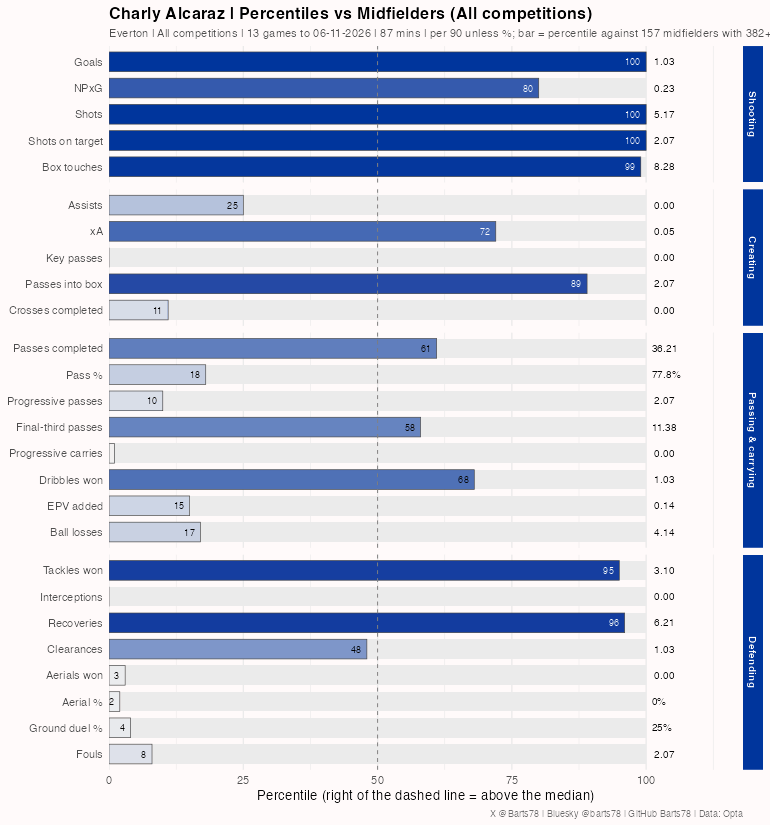 Charly Alcaraz | Percentiles vs Midfielders (All competitions)
Everton | All competitions | 13 games to 06-11-2026 | 87 mins | per 90 unless %; bar = percentile against 157 midfielders with 382+
Goals 100 1.03
NPxG 80 0.23
Shots 100 5.17
Shots on target 100 2.07
Box touches 99 8.28
Shooting
Assists 25 0.00
xA 72 0.05
Key passes 0.00
Passes into box 89 2.07
Crosses completed 11 0.00
Creating
Passes completed 61 36.21
Pass % 18 77.8%
Progressive passes 10 2.07
Final-third passes 58 11.38
Progressive carries 0.00
Dribbles won 68 1.03
EPV added 15 0.14
Ball losses 17 4.14
Passing & carrying
Tackles won 95 3.10
Interceptions 0.00
Recoveries 96 6.21
Clearances 48 1.03
Aerials won 3 0.00
Aerial % 2 0%
Ground duel % 4 25%
Fouls 8 2.07
Defending
0 25 50 75 100
Percentile (right of the dashed line = above the median)
X @Barts78 | Bluesky @barts78 | GitHub Barts78 | Data: Opta